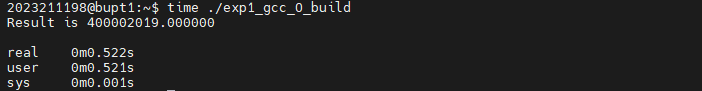 2023211198@bupt1:~$ time ./exp1_gcc_O_build
Result is 400002019.000000
real    0m0.522s
user    0m0.521s
sys     0m0.001s